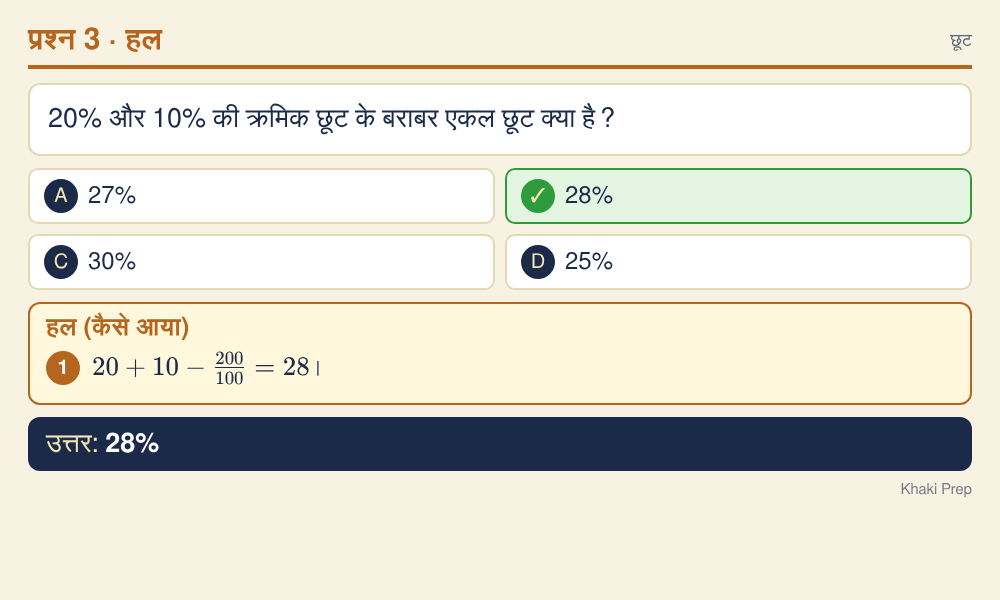 प्रश्न 3 · हल
छूट
20% और 10% की क्रमिक छूट के बराबर एकल छूट क्या है ?
A 27%
✓ 28%
C 30%
D 25%
हल (कैसे आया)
1 20 + 10 − 200/100 = 28।
उत्तर: 28%
Khaki Prep